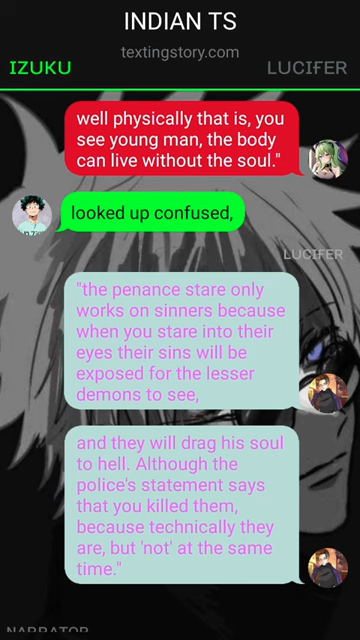 INDIAN TS
textingstory.com
IZUKU
LUCIFER
well physically that is, you
see young man, the body
can live without the soul."
looked up confused,
LUCIFER
"the penance stare only
works on sinners because
when you stare into their
eyes their sins will be
exposed for the lesser
demons to see,
and they will drag his soul
to hell. Although the
police's statement says
that you killed them,
because technically they
are, but 'not' at the same
time."
NARRATOR